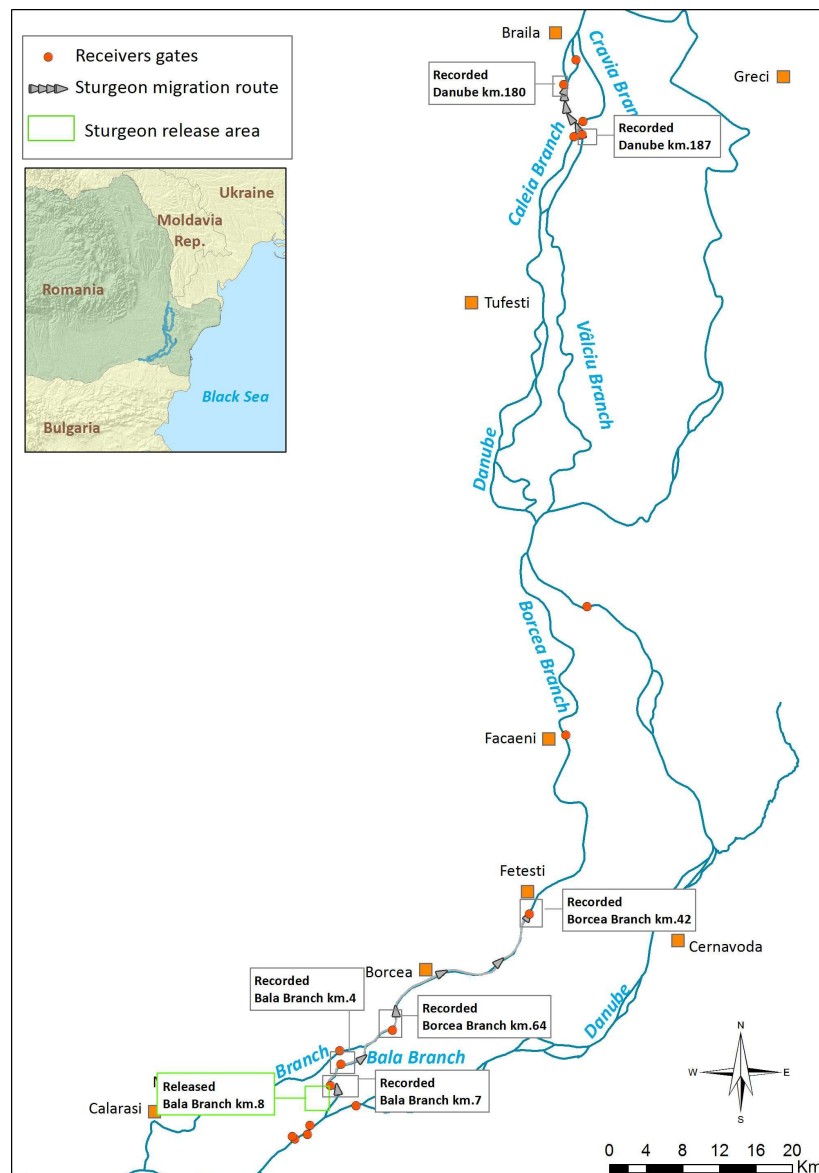 Receivers gates
Sturgeon migration route
Sturgeon release area
Ukraine
Moldavia
Rep.
Romania
Black Sea
Bulgaria
Braila
Cravia Bran
Greci
Recorded
Danube km.180
Recorded
Danube km.187
Caleia Branch
Tufesti
Vâlciu Branch
Danube
Borcea Branch
Facaeni
Fetesti
Recorded
Borcea Branch km.42
Cernavoda
Borcea
Recorded
Bala Branch km.4
Recorded
Borcea Branch km.64
Danube
Branch
Bala Branch
Released
Bala Branch km.8
Recorded
Bala Branch km.7
Calarasi
N
W
E
S
0 4 8 12 16 20
Km